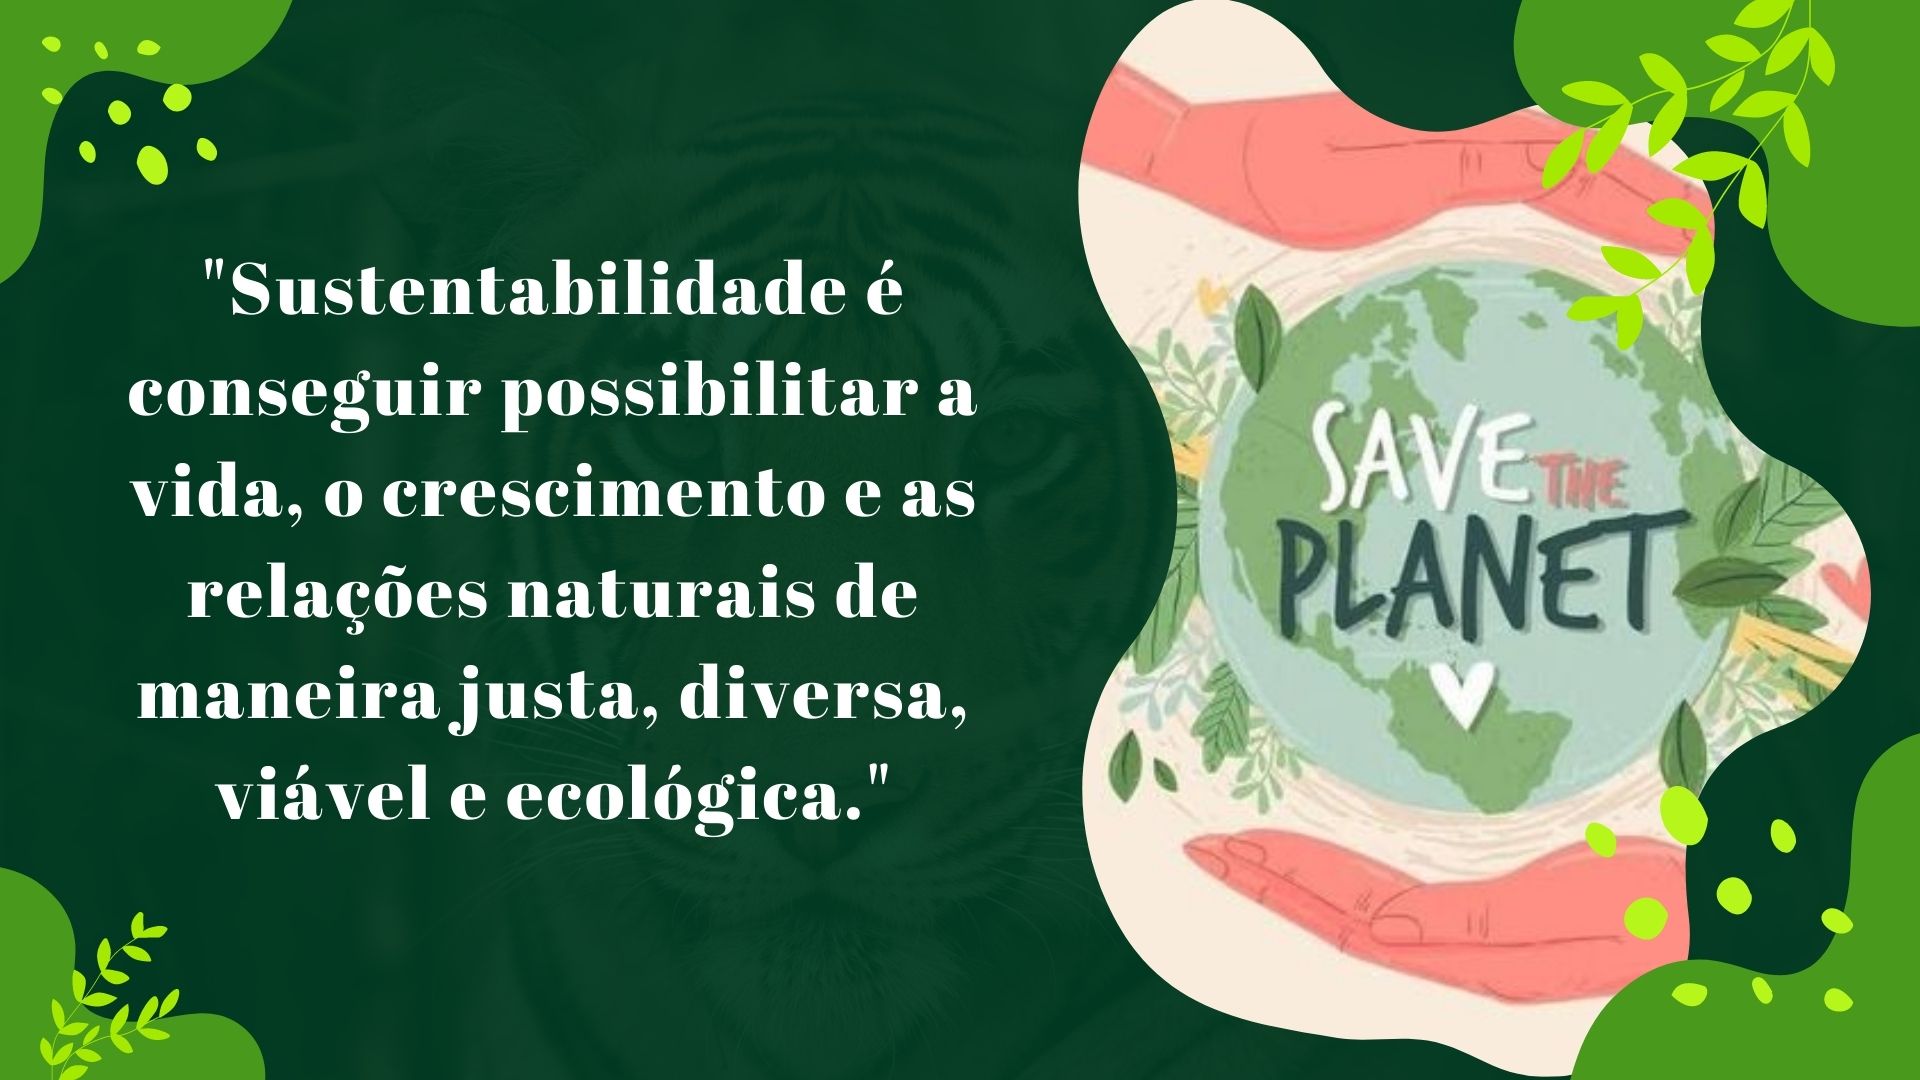 "Sustentabilidade é
conseguir possibilitar a
vida, o crescimento e as
relações naturais de
maneira justa, diversa,
viável e ecológica."
SAVE THE
PLANET